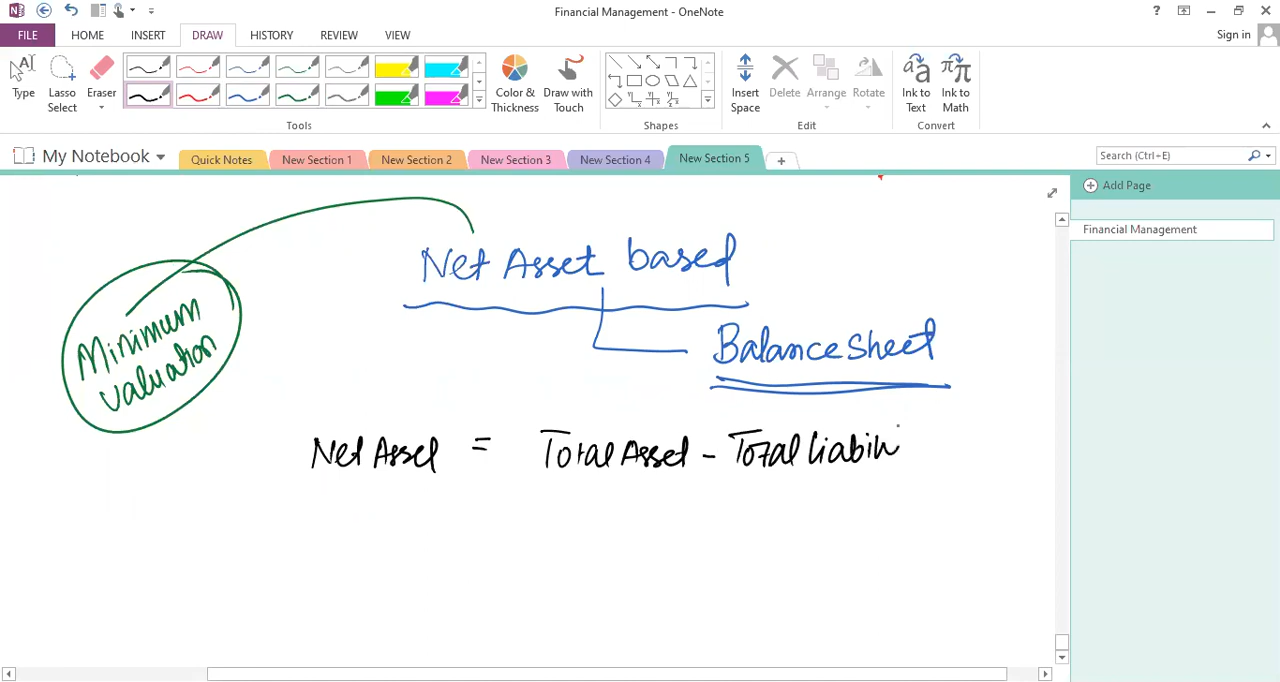 Financial Management - OneNote
?
FILE HOME INSERT DRAW HISTORY REVIEW VIEW
Sign in
Type
Lasso Select
Eraser
Color & Thickness
Draw with Touch
Insert Space
Delete
Arrange
Rotate
Ink to Text
Ink to Math
Tools
Shapes
Edit
Convert
My Notebook
Quick Notes
New Section 1
New Section 2
New Section 3
New Section 4
New Section 5
Search (Ctrl+E)
Add Page
Financial Management
Net Asset based
Balance Sheet
Minimum
valuation
Net Asset = Total Asset - Total Liabili